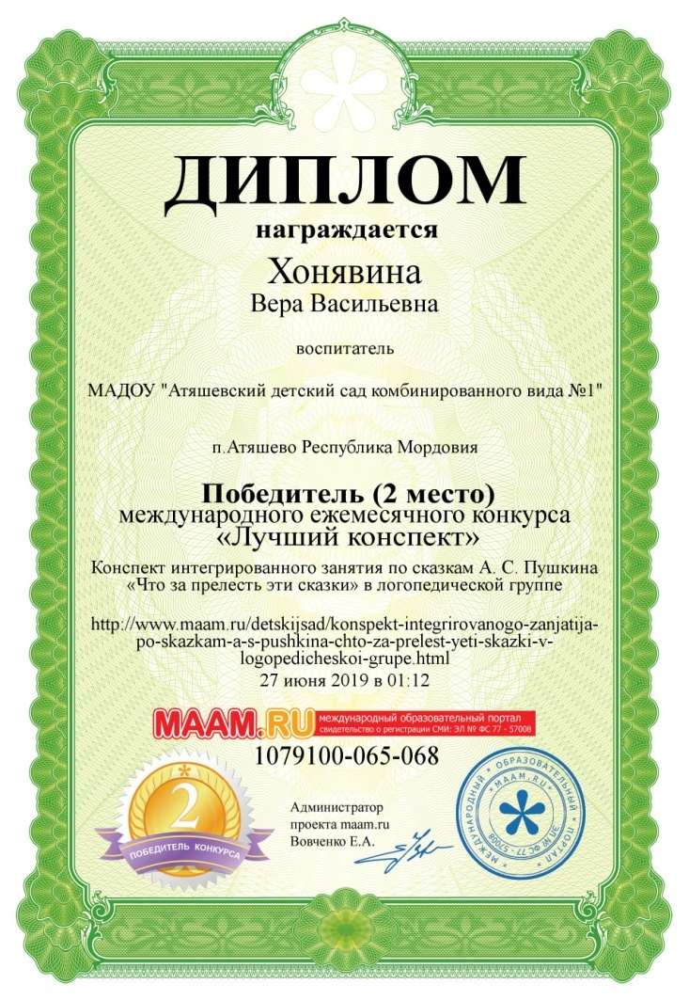 ДИПЛОМ
награждается
Хонявина
Вера Васильевна
воспитатель
МАДОУ "Атяшевский детский сад комбинированного вида №1"
п.Атяшево Республика Мордовия
Победитель (2 место)
международного ежемесячного конкурса
«Лучший конспект»
Конспект интегрированного занятия по сказкам А. С. Пушкина
«Что за прелесть эти сказки» в логопедической группе
http://www.maam.ru/detskijsad/konspekt-integrirovanogo-zanjatija-
po-skazkam-a-s-pushkina-chto-za-prelest-yeti-skazki-v-
logopedicheskoi-grupe.html
27 июня 2019 в 01:12
MAAM.RU
международный образовательный портал
свидетельство о регистрации СМИ: ЭЛ № ФС 77 - 57008
1079100-065-068
2
ПОБЕДИТЕЛЬ КОНКУРСА
Администратор
проекта maam.ru
Вовченко Е.А.
* МЕЖДУНАРОДНЫЙ * ОБРАЗОВАТЕЛЬНЫЙ * ПОРТАЛ *
* MAAM.RU *
ЭЛ № ФС 77 - 57008